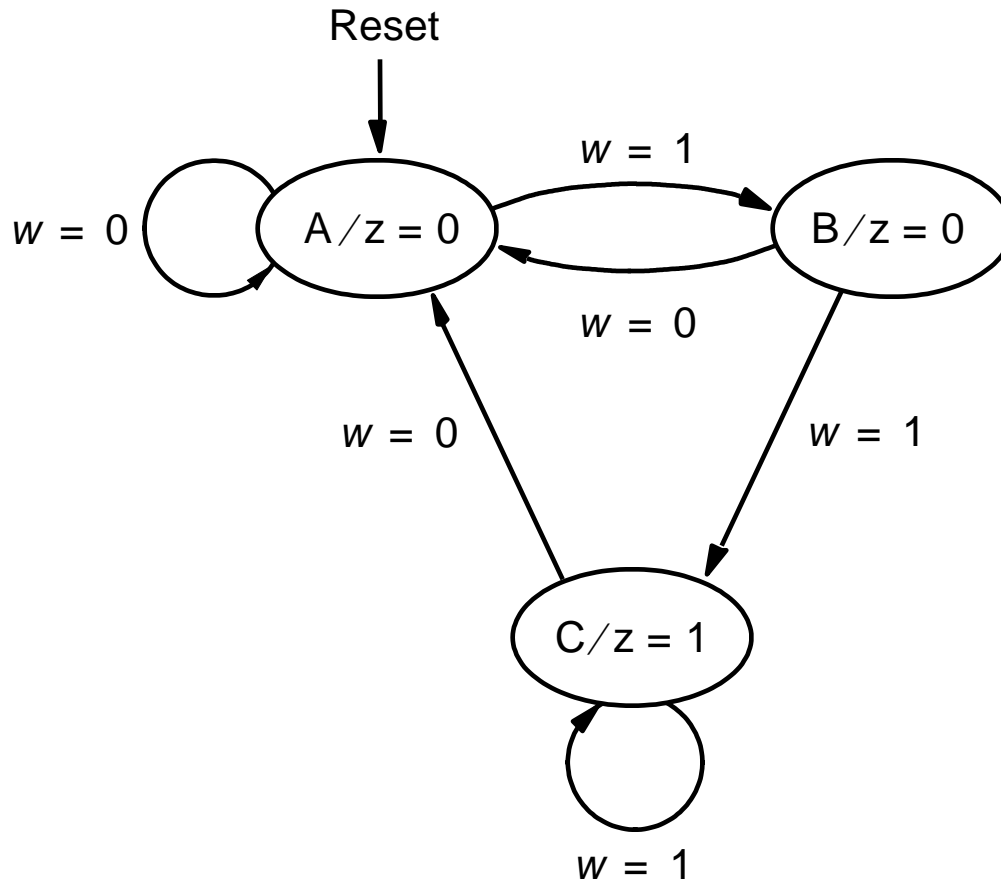 Reset
w = 1
w = 0
A/z = 0
B/z = 0
w = 0
w = 0
w = 1
C/z = 1
w = 1